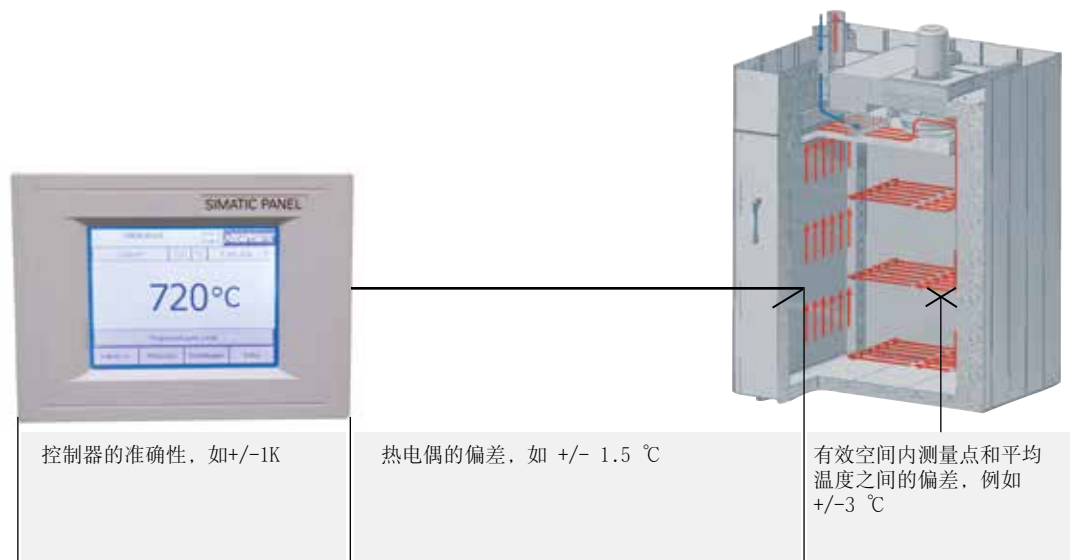 SIMATIC PANEL
720°C
控制器的准确性, 如+/-1K
热电偶的偏差, 如 +/- 1.5 ℃
有效空间内测量点和平均
温度之间的偏差, 例如
+/-3 ℃